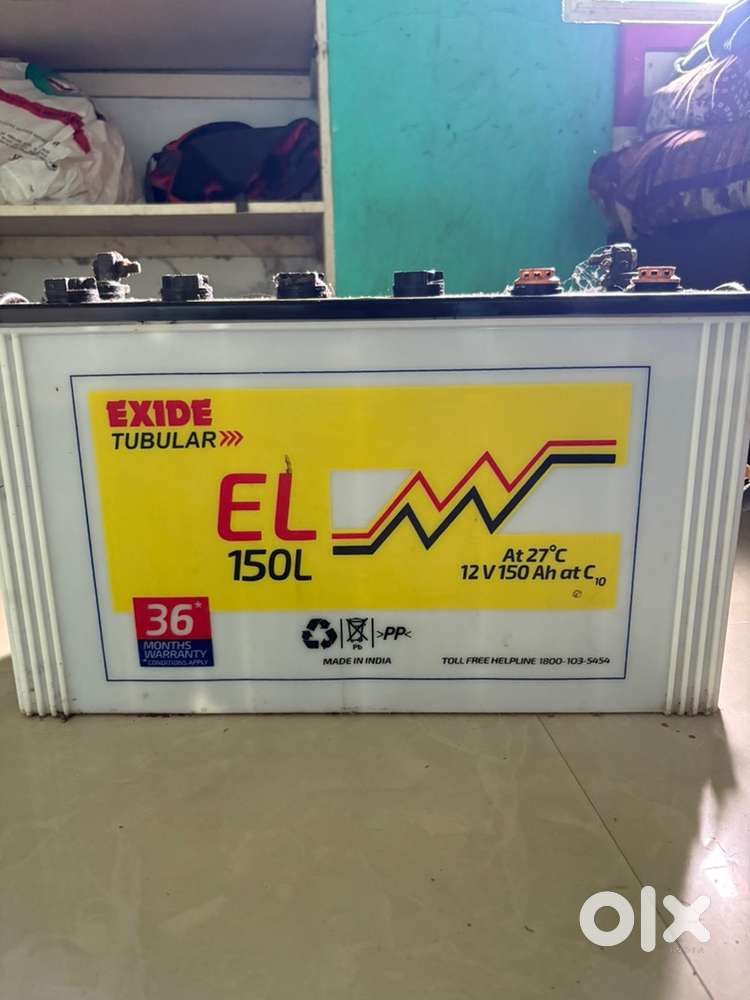 EXIDE
TUBULAR
EL
150L
At 27°C
12 V 150 Ah at C10
36*
MONTHS
WARRANTY
*CONDITIONS APPLY
Pb
>PP<
MADE IN INDIA
TOLL FREE HELPLINE 1800-103-5454
olx
INDIA